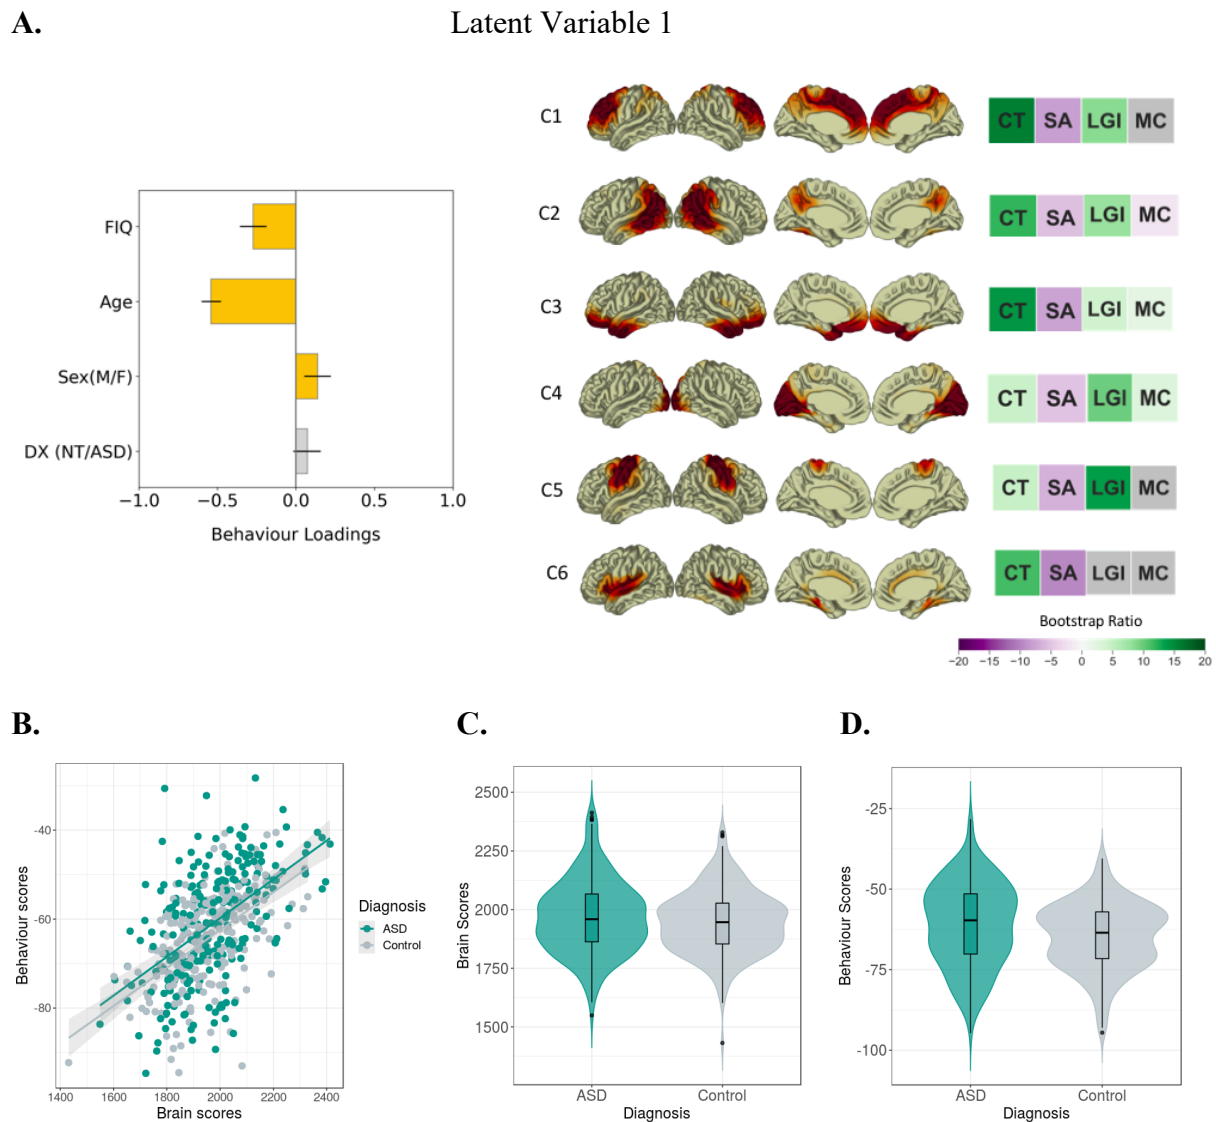 A.
Latent Variable 1
FIQ
Age
Sex(M/F)
DX (NT/ASD)
−1.0 −0.5 0.0 0.5 1.0
Behaviour Loadings
C1 CT SA LGI MC
C2 CT SA LGI MC
C3 CT SA LGI MC
C4 CT SA LGI MC
C5 CT SA LGI MC
C6 CT SA LGI MC
Bootstrap Ratio
−20 −15 −10 −5 0 5 10 15 20
B.
Behaviour scores
-40
-60
-80
1400 1600 1800 2000 2200 2400
Brain scores
Diagnosis
ASD
Control
C.
Brain Scores
2500
2250
2000
1750
1500
ASD Control
Diagnosis
D.
Behaviour Scores
-25
-50
-75
-100
ASD Control
Diagnosis